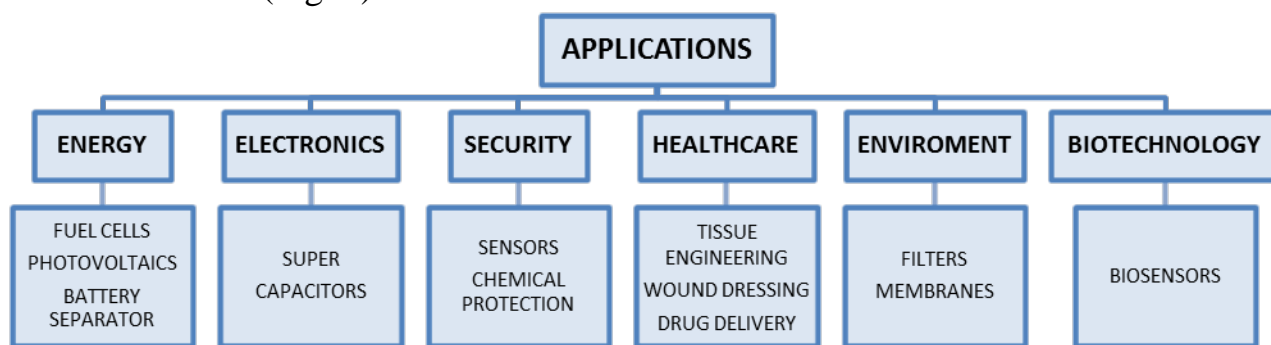 APPLICATIONS
ENERGY
ELECTRONICS
SECURITY
HEALTHCARE
ENVIROMENT
BIOTECHNOLOGY
FUEL CELLS
PHOTOVOLTAICS
BATTERY
SEPARATOR
SUPER
CAPACITORS
SENSORS
CHEMICAL
PROTECTION
TISSUE
ENGINEERING
WOUND DRESSING
DRUG DELIVERY
FILTERS
MEMBRANES
BIOSENSORS